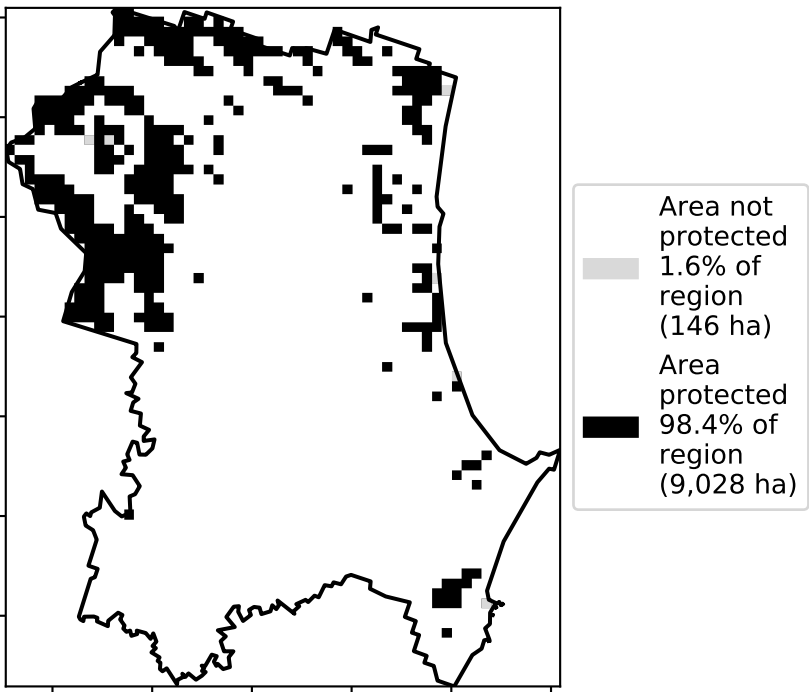 Area not
protected
1.6% of
region
(146 ha)
Area
protected
98.4% of
region
(9,028 ha)